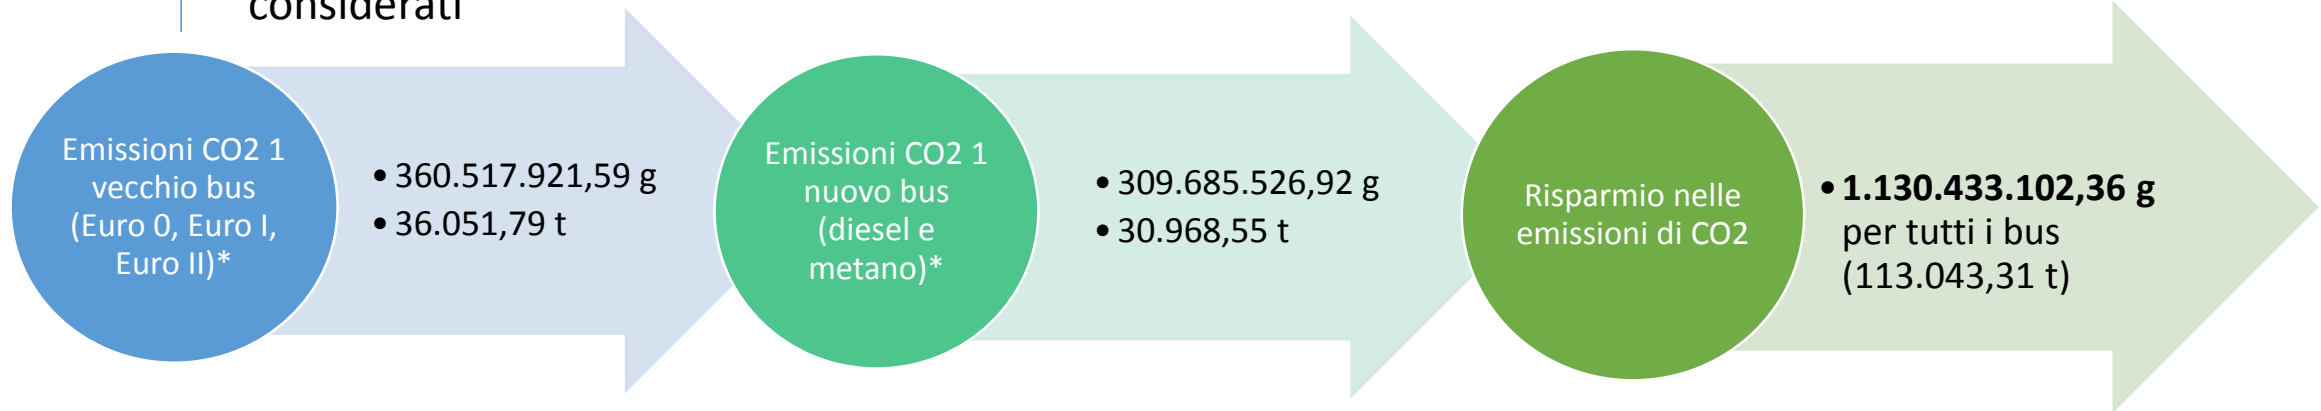 considerati
Emissioni CO2 1
vecchio bus
(Euro 0, Euro I,
Euro II)*
• 360.517.921,59 g
• 36.051,79 t
Emissioni CO2 1
nuovo bus
(diesel e
metano)*
• 309.685.526,92 g
• 30.968,55 t
Risparmio nelle
emissioni di CO2
• 1.130.433.102,36 g
per tutti i bus
(113.043,31 t)